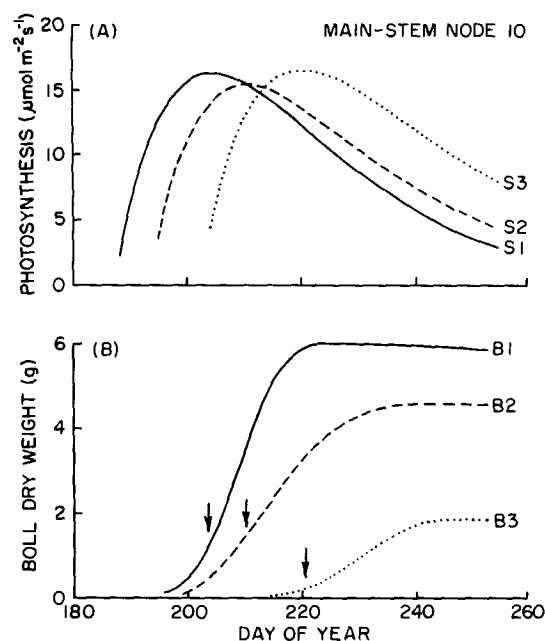 (A) MAIN-STEM NODE 10
PHOTOSYNTHESIS (μmol m⁻² s⁻¹)
20
15
10
5
0
S3
S2
S1
(B)
BOLL DRY WEIGHT (g)
6
4
2
0
B1
B2
B3
180 200 220 240 260
DAY OF YEAR